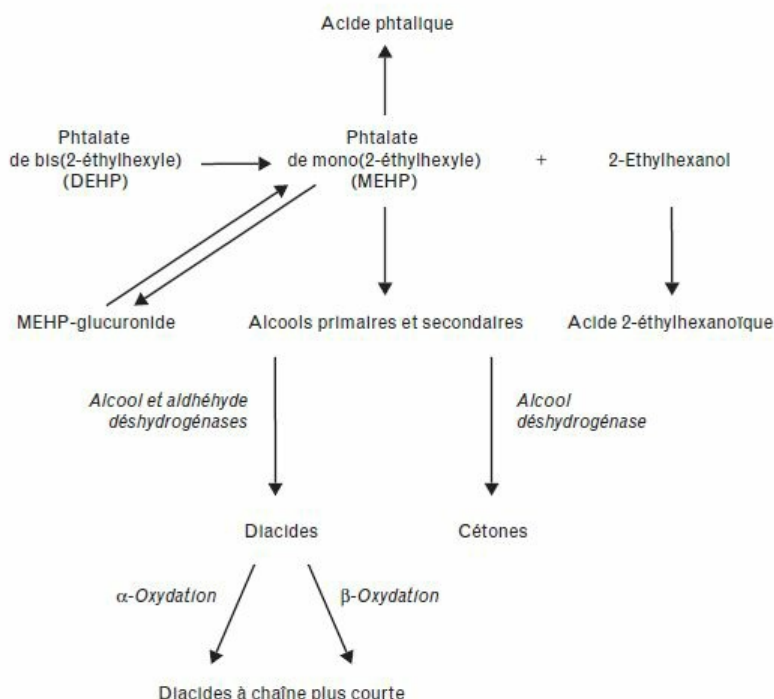 Acide phtalique
Phtalate
de bis(2-éthylhexyle)
(DEHP)
Phtalate
de mono(2-éthylhexyle)
(MEHP)
+
2-Ethylhexanol
MEHP-glucuronide
Alcools primaires et secondaires
Acide 2-éthylhexanoïque
Alcool et aldhéhyde
déshydrogénases
Alcool
déshydrogénase
Diacides
Cétones
α-Oxydation
β-Oxydation
Diacides à chaîne plus courte